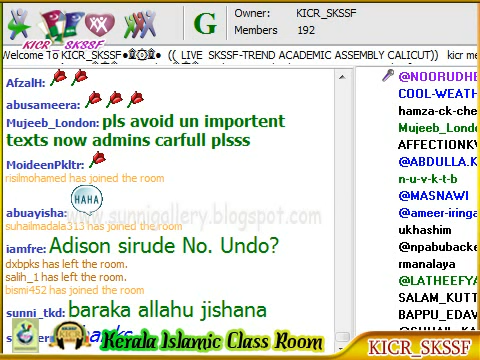 KICR_SKSSF
G
Owner: KICR_SKSSF
Members 192
Welcome To KICR_SKSSF (( LIVE SKSSF-TREND ACADEMIC ASSEMBLY CALICUT)) kicr me
AfzalH:
abusameera:
Mujeeb_London: pls avoid un importent
texts now admins carfull plsss
MoideenPkltr:
risilmohamed has joined the room
HAHA
abuayisha:
www.sunnigallery.blogspot.com
suhailmadala313 has joined the room
iamfre: Adison sirude No. Undo?
dxbpks has left the room.
salih_1 has left the room.
bismi452 has joined the room
sunni_tkd: baraka allahu jishana
Kerala Islamic Class Room
@NOORUDHE
COOL-WEATH
hamza-ck-che
Mujeeb_Londo
AFFECTIONKV
@ABDULLA.K
n-u-v-k-t-b
@MASNAWI
@ameer-iringa
ukhashim
@npabubacke
rmanalaya
@LATHEEFYA
SALAM_KUTT
BAPPU_EDAV
@SUHAIL_KA
KICR_SKSSF